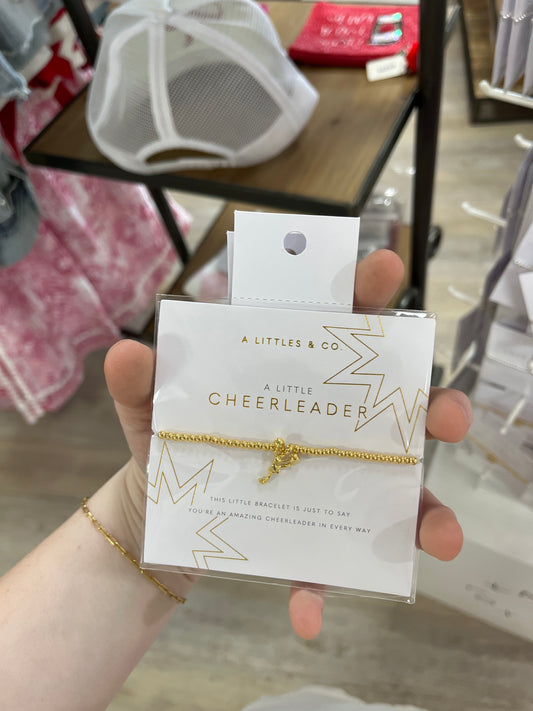 A LITTLES & CO.
A LITTLE
CHEERLEADER
THIS LITTLE BRACELET IS JUST TO SAY
YOU'RE AN AMAZING CHEERLEADER IN EVERY WAY